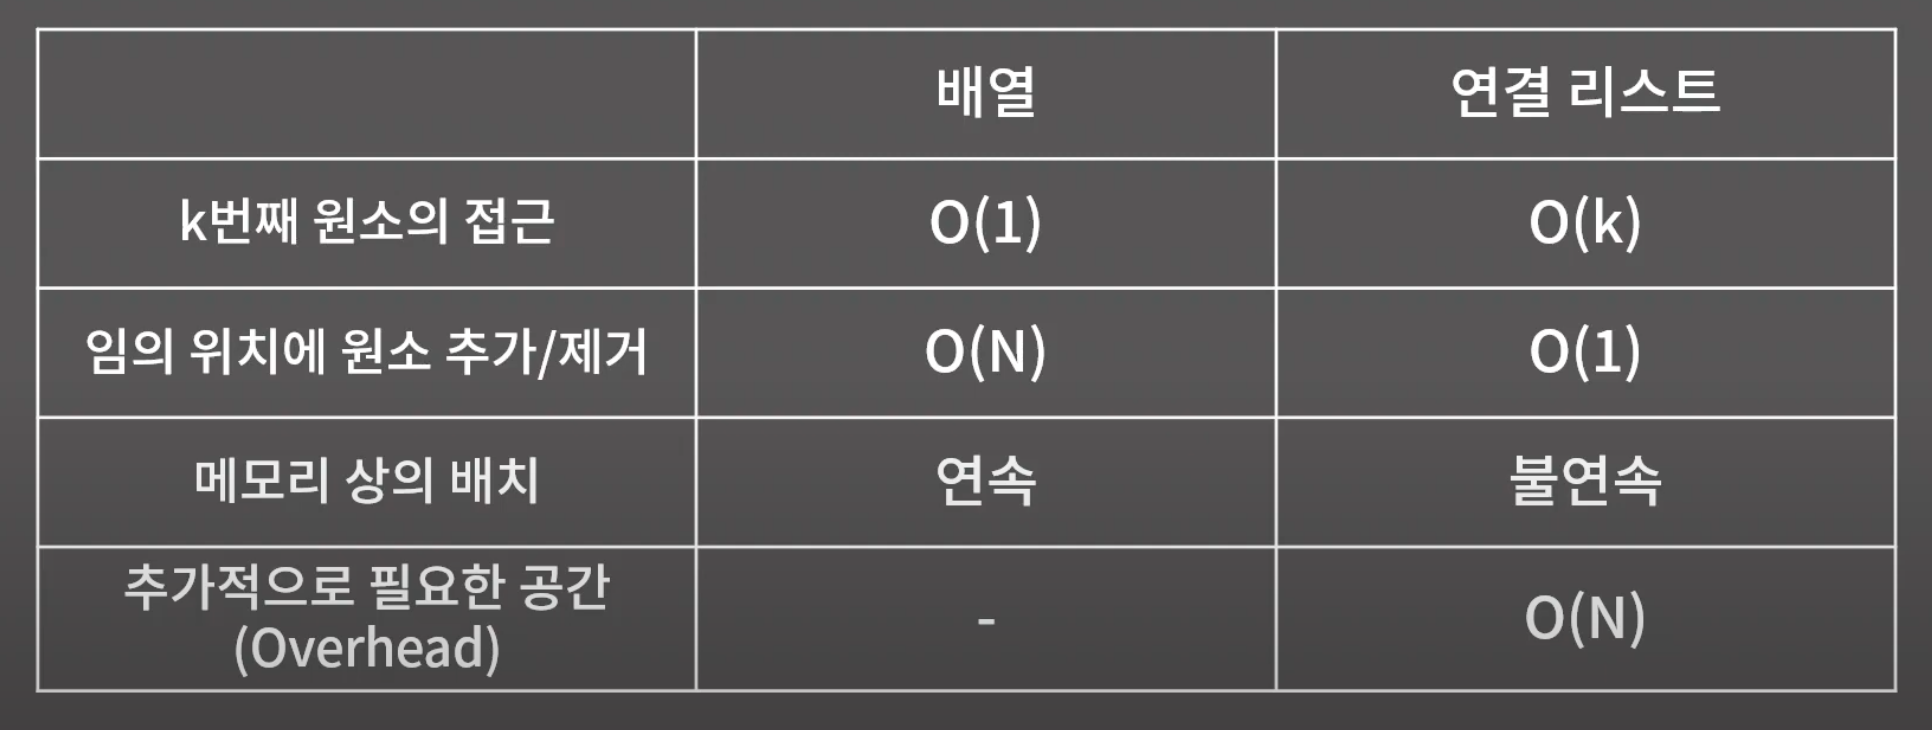 배열 연결 리스트
k번째 원소의 접근 O(1) O(k)
임의 위치에 원소 추가/제거 O(N) O(1)
메모리 상의 배치 연속 불연속
추가적으로 필요한 공간
(Overhead) - O(N)